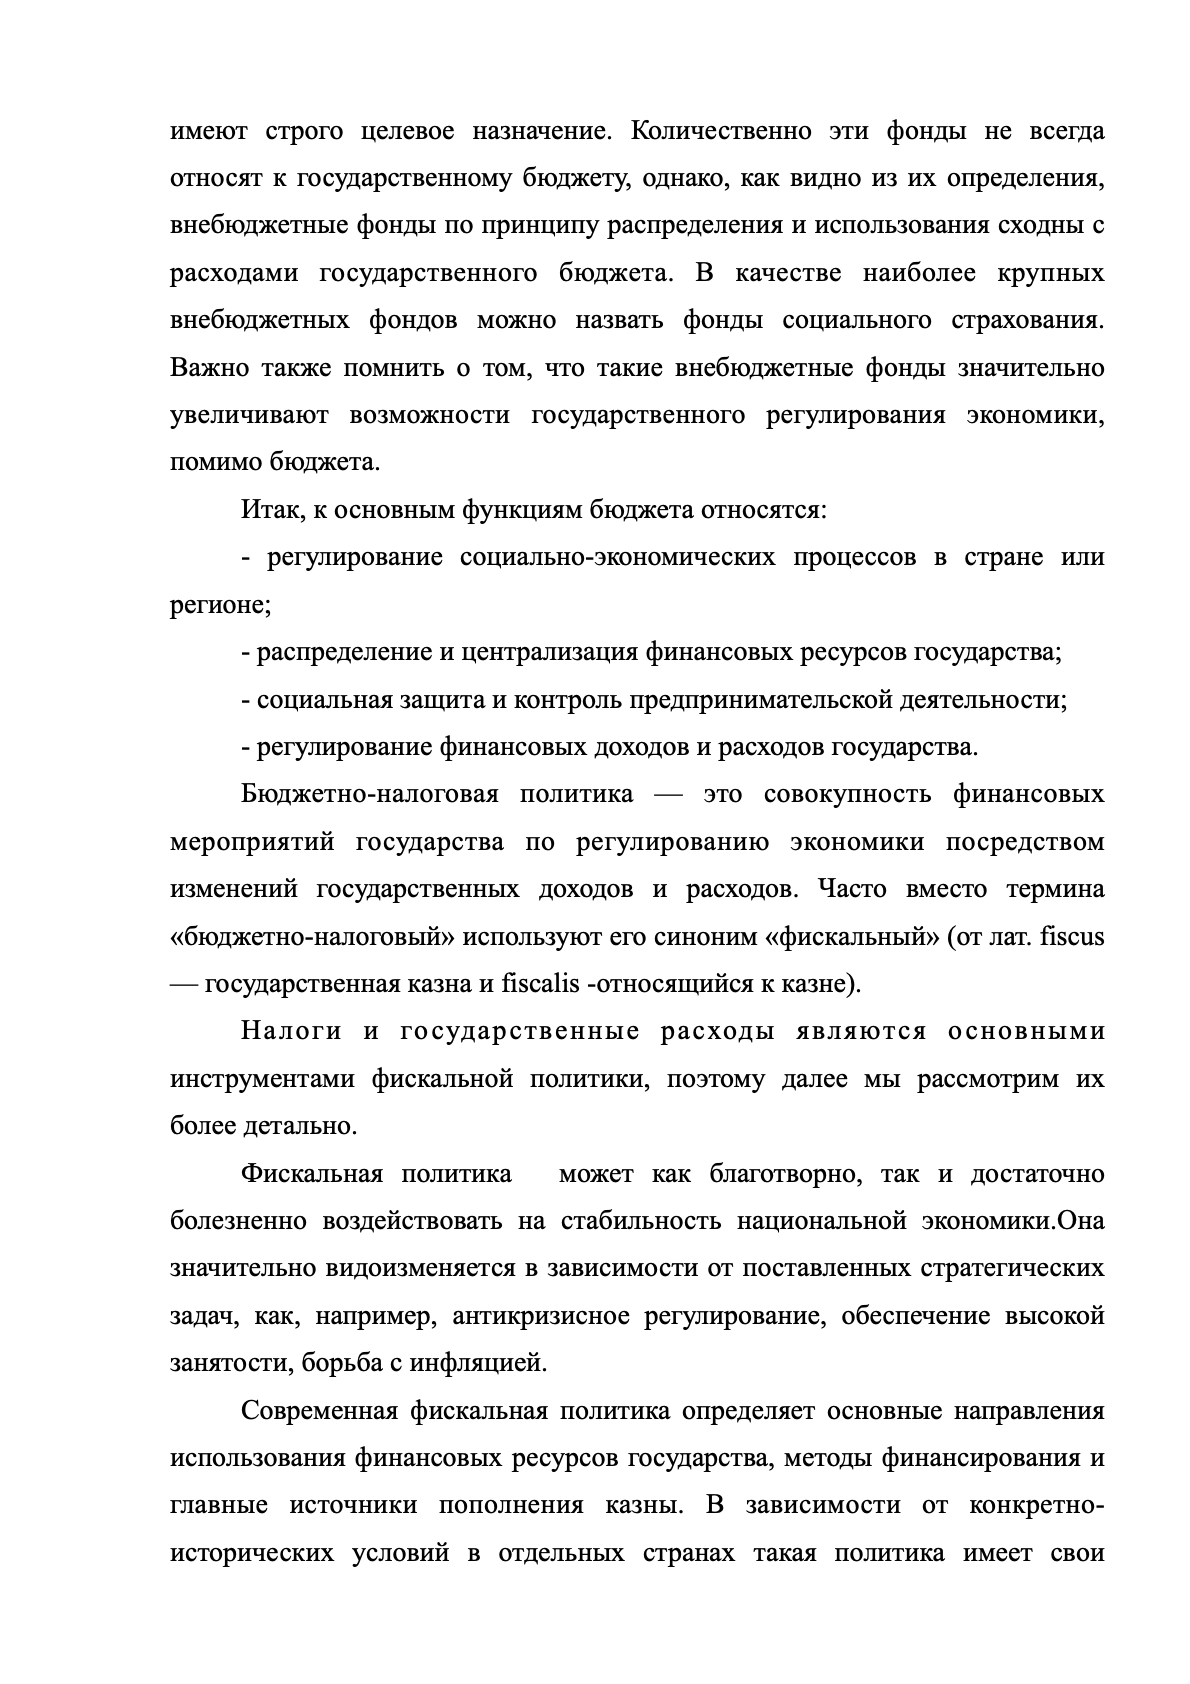 имеют строго целевое назначение. Количественно эти фонды не всегда
относят к государственному бюджету, однако, как видно из их определения,
внебюджетные фонды по принципу распределения и использования сходны с
расходами государственного бюджета. В качестве наиболее крупных
внебюджетных фондов можно назвать фонды социального страхования.
Важно также помнить о том, что такие внебюджетные фонды значительно
увеличивают возможности государственного регулирования экономики,
помимо бюджета.
Итак, к основным функциям бюджета относятся:
- регулирование социально-экономических процессов в стране или
регионе;
- распределение и централизация финансовых ресурсов государства;
- социальная защита и контроль предпринимательской деятельности;
- регулирование финансовых доходов и расходов государства.
Бюджетно-налоговая политика — это совокупность финансовых
мероприятий государства по регулированию экономики посредством
изменений государственных доходов и расходов. Часто вместо термина
«бюджетно-налоговый» используют его синоним «фискальный» (от лат. fiscus
— государственная казна и fiscalis -относящийся к казне).
Налоги и государственные расходы являются основными
инструментами фискальной политики, поэтому далее мы рассмотрим их
более детально.
Фискальная политика может как благотворно, так и достаточно
болезненно воздействовать на стабильность национальной экономики.Она
значительно видоизменяется в зависимости от поставленных стратегических
задач, как, например, антикризисное регулирование, обеспечение высокой
занятости, борьба с инфляцией.
Современная фискальная политика определяет основные направления
использования финансовых ресурсов государства, методы финансирования и
главные источники пополнения казны. В зависимости от конкретно-
исторических условий в отдельных странах такая политика имеет свои